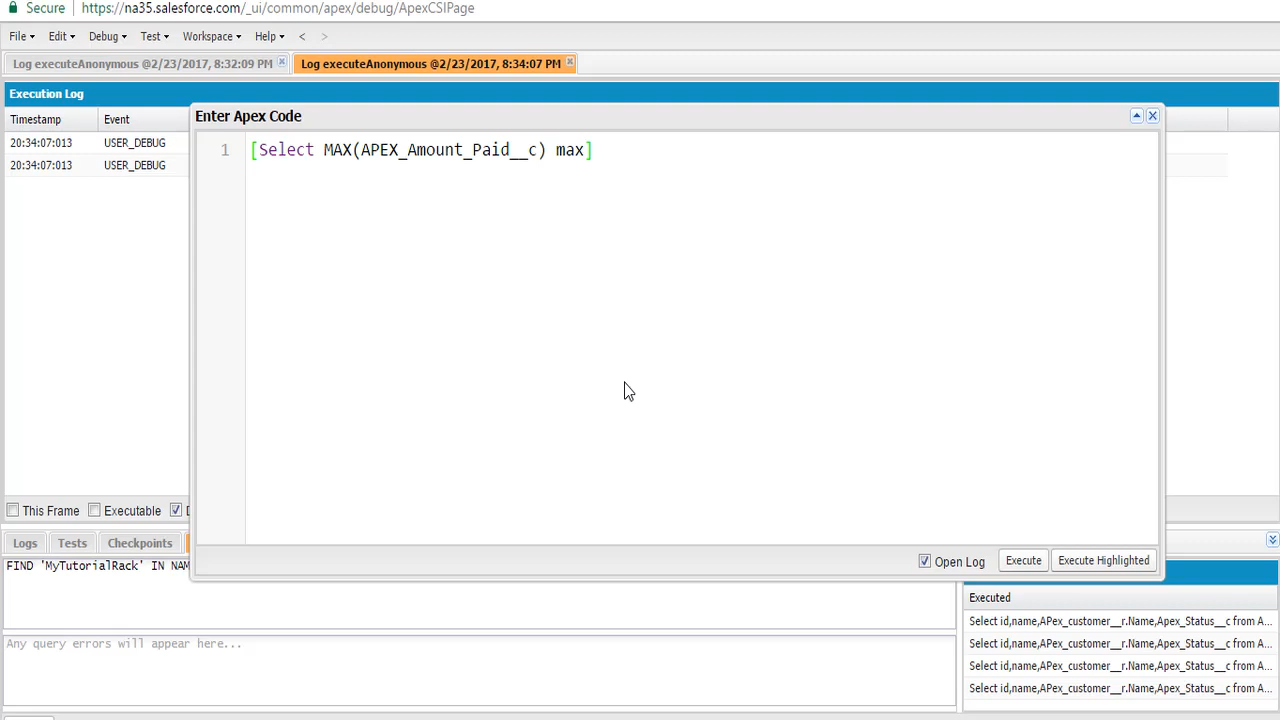 Secure https://na35.salesforce.com/_ui/common/apex/debug/ApexCSIPage
File Edit Debug Test Workspace Help < >
Log executeAnonymous @2/23/2017, 8:32:09 PM Log executeAnonymous @2/23/2017, 8:34:07 PM
Execution Log
Timestamp Event
20:34:07:013 USER_DEBUG
20:34:07:013 USER_DEBUG
Enter Apex Code
1 [Select MAX(APEX_Amount_Paid__c) max]
Open Log Execute Execute Highlighted
This Frame Executable
Logs Tests Checkpoints
FIND 'MyTutorialRack' IN NAM
Any query errors will appear here...
Executed
Select id,name,APex_customer__r.Name,Apex_Status__c from A...
Select id,name,APex_customer__r.Name,Apex_Status__c from A...
Select id,name,APex_customer__r.Name,Apex_Status__c from A...
Select id,name,APex_customer__r.Name,Apex_Status__c from A...